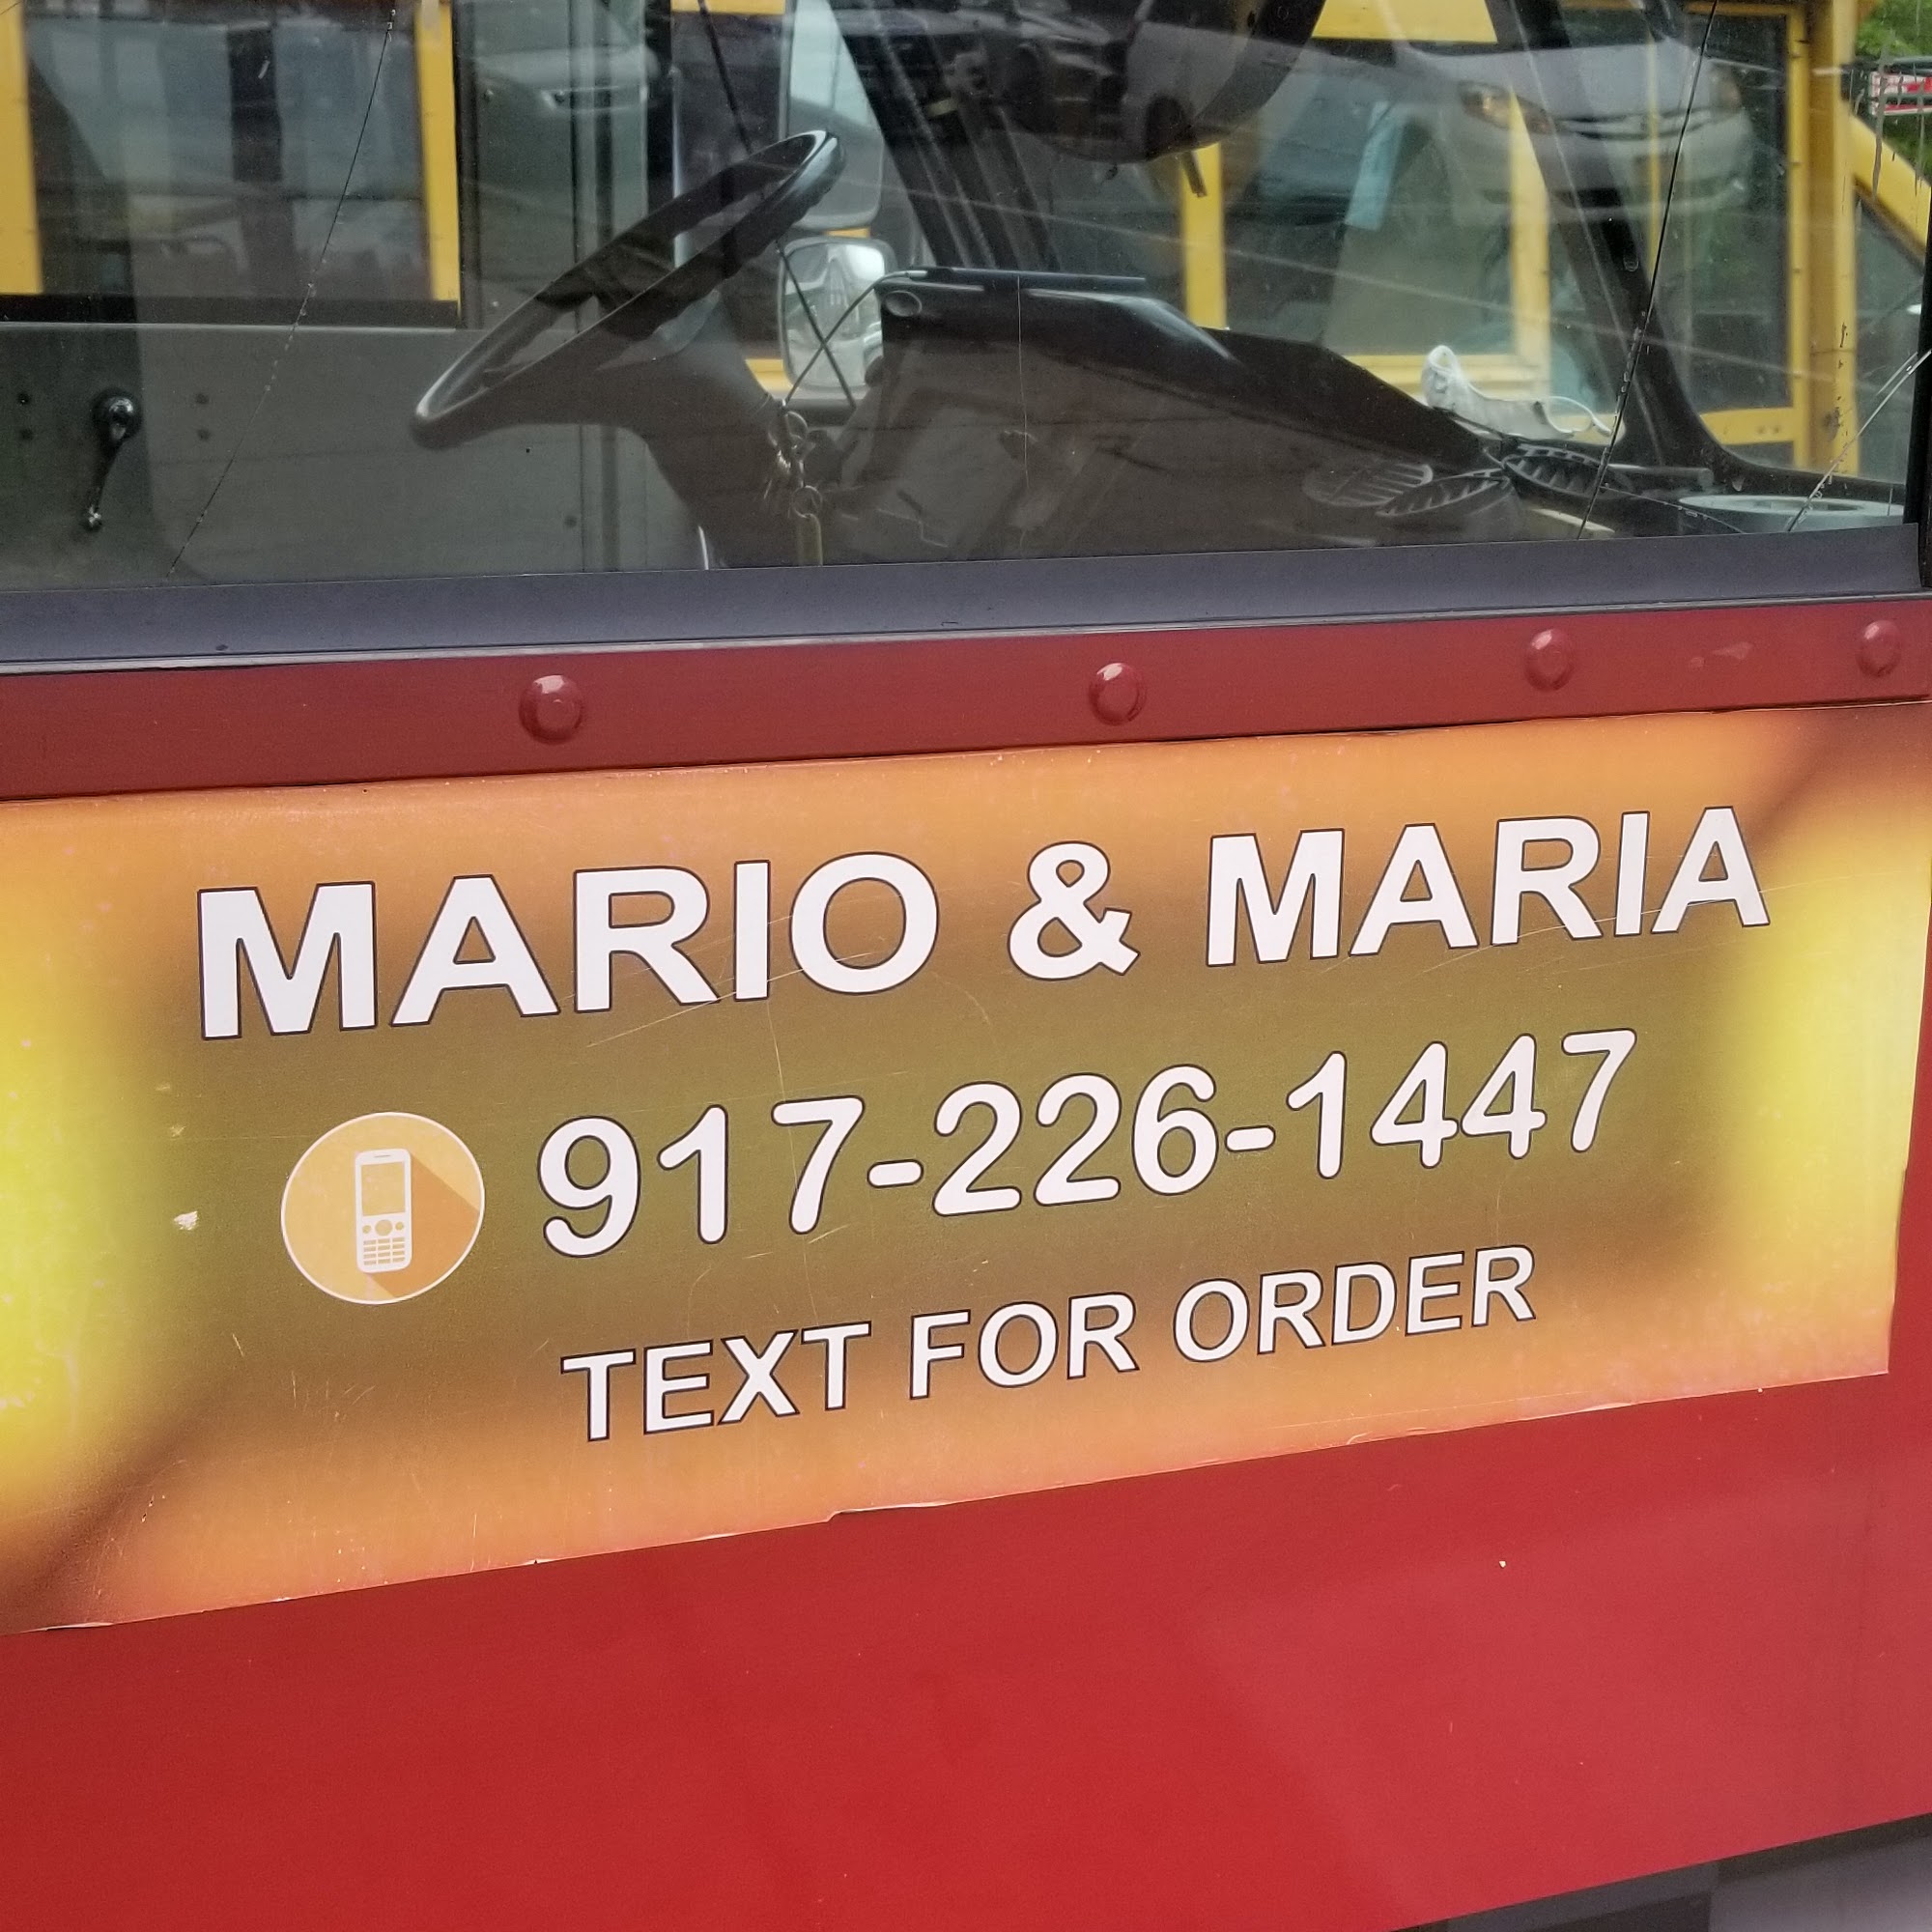 MARIO & MARIA
917-226-1447
TEXT FOR ORDER